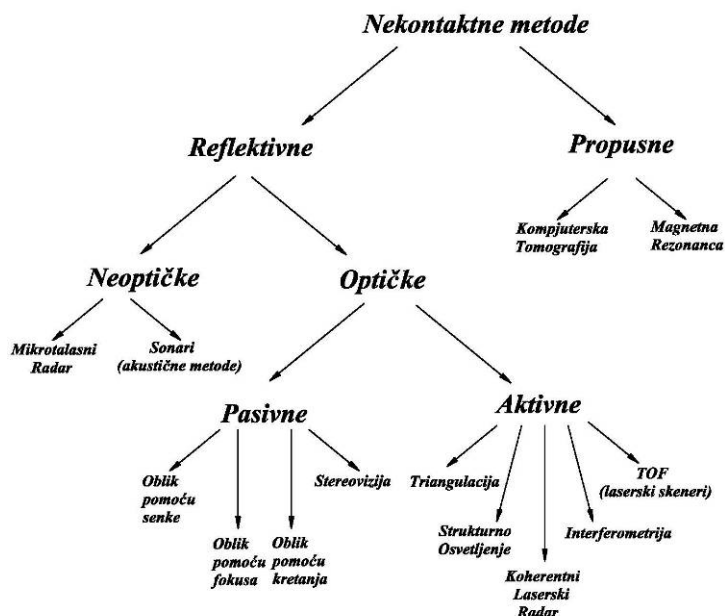 Nekontaktne metode
Reflektivne
Propusne
Kompjuterska
Tomografija
Magnetna
Rezonanca
Neoptičke
Optičke
Mikrotalasni
Radar
Sonari
(akustične metode)
Pasivne
Aktivne
Oblik
pomoću
senke
Oblik
pomoću
fokusa
Oblik
pomoću
kretanja
Stereovizija
Triangulacija
Strukturno
Osvetljenje
Koherentni
Laserski
Radar
Interferometrija
TOF
(laserski skeneri)